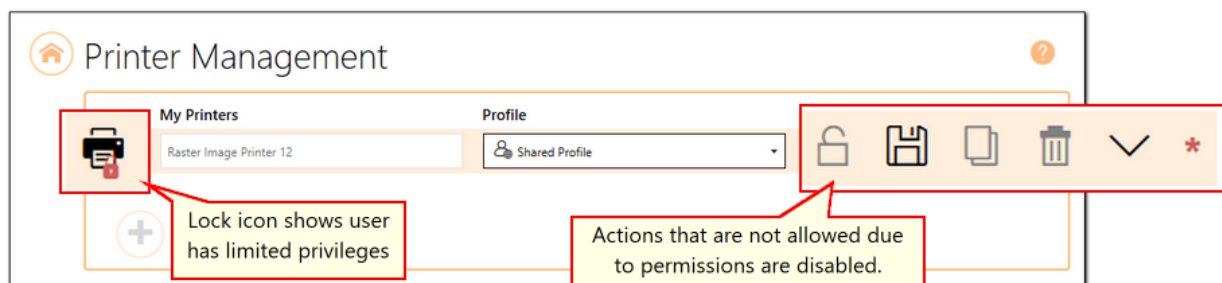 Printer Management
?
My Printers
Profile
Raster Image Printer 12
Shared Profile
*
Lock icon shows user
has limited privileges
Actions that are not allowed due
to permissions are disabled.